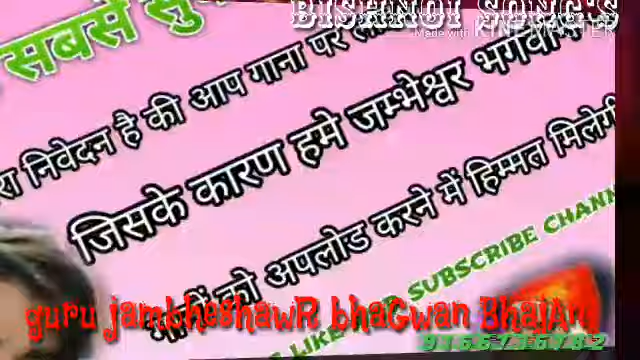 BISHNOI SONG'S
Made with KINEMASTER
सबसे
निवेदन है की आप गाना पर
जिसके कारण हमे जम्भेश्वर भगवान
को अपलोड करने में हिम्मत मिलेगी
LIKE SUBSCRIBE
guru jambheshawR bhaGwan BhajAn